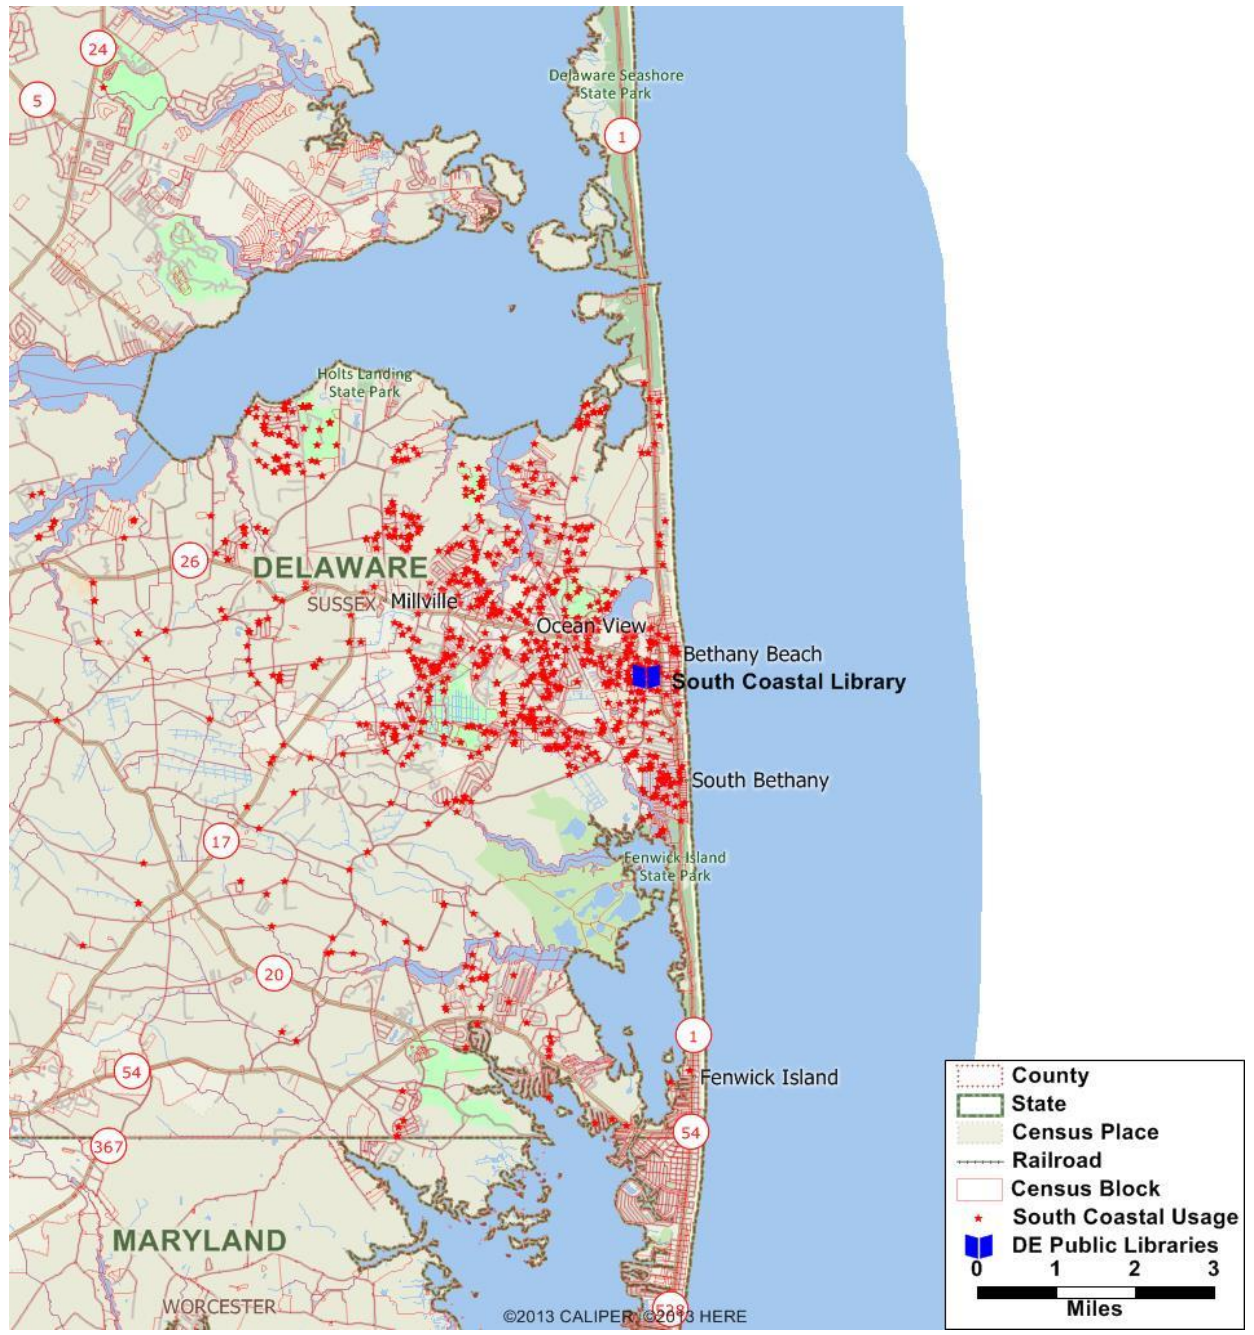 24
5
Delaware Seashore
State Park
1
Holts Landing
State Park
26
DELAWARE
SUSSEX
Millville
Ocean View
Bethany Beach
South Coastal Library
South Bethany
17
Fenwick Island
State Park
20
1
54
Fenwick Island
54
367
MARYLAND
WORCESTER
528
©2013 CALIPER; ©2013 HERE
County
State
Census Place
Railroad
Census Block
South Coastal Usage
DE Public Libraries
0 1 2 3
Miles